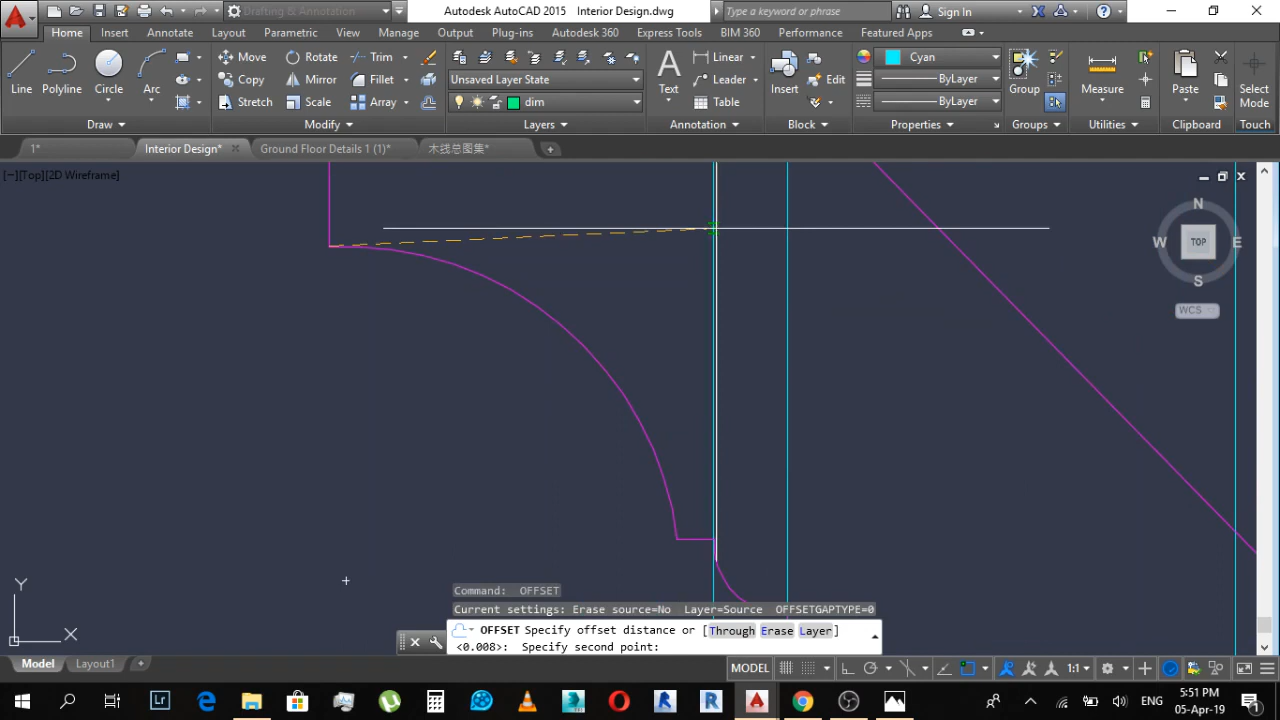 Drafting & Annotation
Autodesk AutoCAD 2015 Interior Design.dwg
Type a keyword or phrase
Sign In
Home Insert Annotate Layout Parametric View Manage Output Plug-ins Autodesk 360 Express Tools BIM 360 Performance Featured Apps
Line Polyline Circle Arc
Move Rotate Trim
Copy Mirror Fillet
Stretch Scale Array
Unsaved Layer State
dim
Text
Linear
Leader
Table
Insert
Edit
Cyan
ByLayer
ByLayer
Group
Measure
Paste
Select
Mode
Draw Modify Layers Annotation Block Properties Groups Utilities Clipboard Touch
1* Interior Design* Ground Floor Details 1 (1)* 木线总图集*
[−][Top][2D Wireframe]
N
W TOP E
S
WCS
Y
X
Command: OFFSET
Current settings: Erase source=No Layer=Source OFFSETGAPTYPE=0
OFFSET Specify offset distance or [Through Erase Layer]
<0.008>: Specify second point:
Model Layout1
MODEL 1:1
Lr
ENG
5:51 PM
05-Apr-19
1